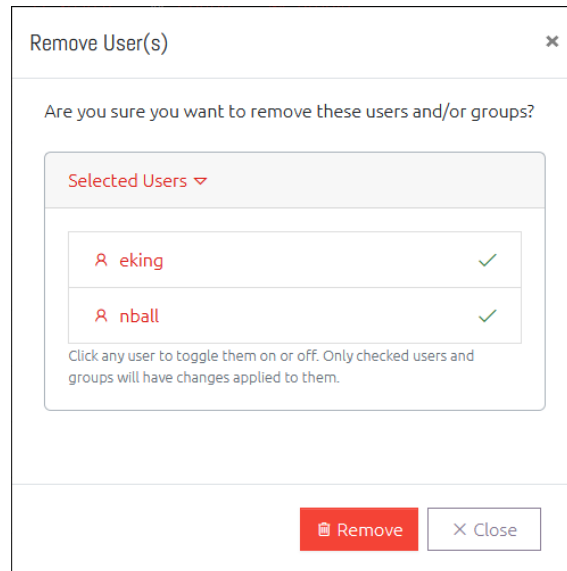 Remove User(s)
Are you sure you want to remove these users and/or groups?
Selected Users
eking
nball
Click any user to toggle them on or off. Only checked users and
groups will have changes applied to them.
Remove
Close